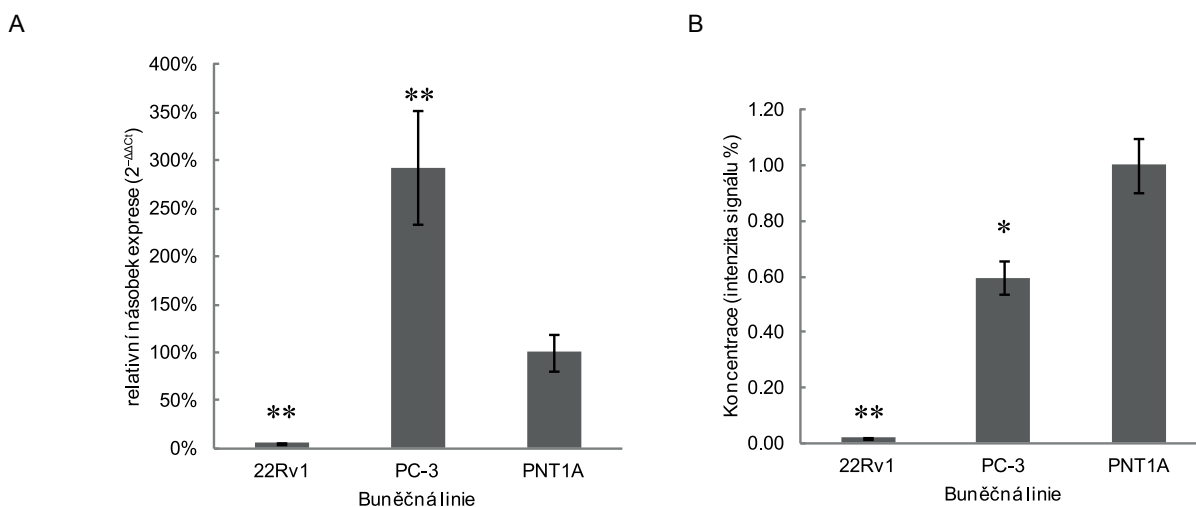 A
relativní násobek exprese (2^−ΔΔCt)
400%
350%
300%
250%
200%
150%
100%
50%
0%
**
**
22Rv1 PC-3 PNT1A
Buněčná linie
B
Koncentrace (intenzita signálu %)
1.20
1.00
0.80
0.60
0.40
0.20
0.00
**
*
22Rv1 PC-3 PNT1A
Buněčná linie